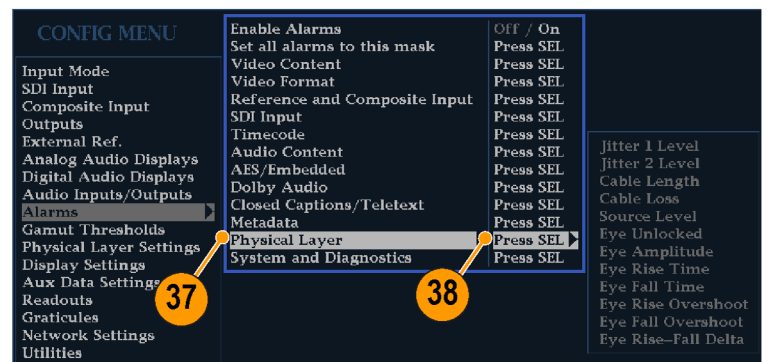 CONFIG MENU
Input Mode
SDI Input
Composite Input
Outputs
External Ref.
Analog Audio Displays
Digital Audio Displays
Audio Inputs/Outputs
Alarms
Gamut Thresholds
Physical Layer Settings
Display Settings
Aux Data Settings
Readouts
Graticules
Network Settings
Utilities
Enable Alarms Off / On
Set all alarms to this mask Press SEL
Video Content Press SEL
Video Format Press SEL
Reference and Composite Input Press SEL
SDI Input Press SEL
Timecode Press SEL
Audio Content Press SEL
AES/Embedded Press SEL
Dolby Audio Press SEL
Closed Captions/Teletext Press SEL
Metadata Press SEL
Physical Layer Press SEL
System and Diagnostics Press SEL
37
38
Jitter 1 Level
Jitter 2 Level
Cable Length
Cable Loss
Source Level
Eye Unlocked
Eye Amplitude
Eye Rise Time
Eye Fall Time
Eye Rise Overshoot
Eye Fall Overshoot
Eye Rise–Fall Delta